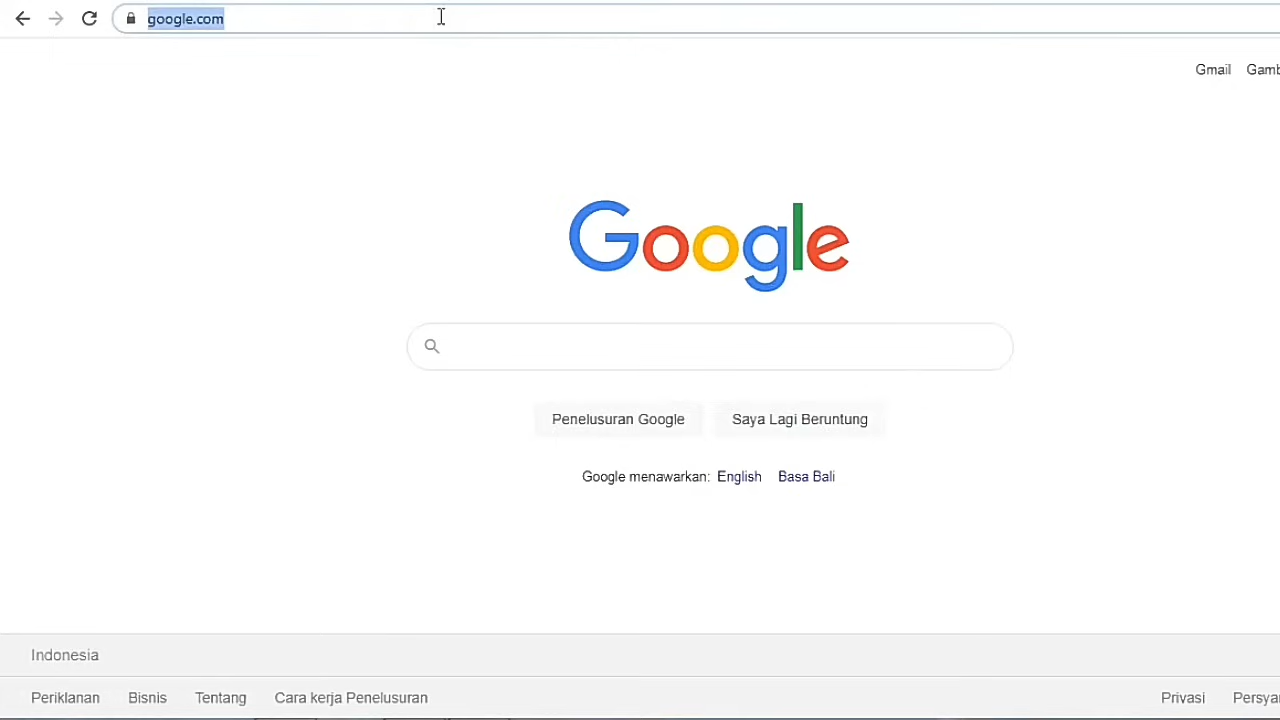 google.com
Gmail
Google
Penelusuran Google
Saya Lagi Beruntung
Google menawarkan: English Basa Bali
Indonesia
Periklanan Bisnis Tentang Cara kerja Penelusuran
Privasi